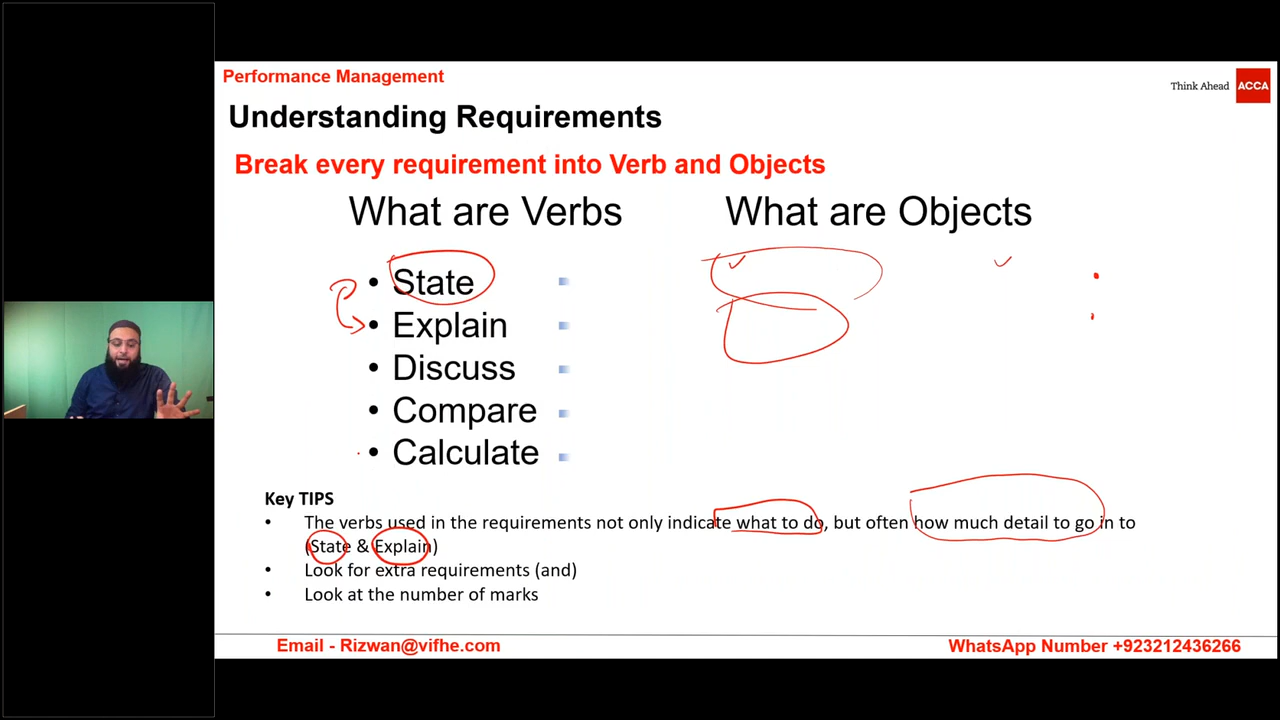 Performance Management
Think Ahead ACCA
Understanding Requirements
Break every requirement into Verb and Objects
What are Verbs
What are Objects
• State
• Explain
• Discuss
• Compare
• Calculate
Key TIPS
• The verbs used in the requirements not only indicate what to do, but often how much detail to go in to
(State & Explain)
• Look for extra requirements (and)
• Look at the number of marks
Email - Rizwan@vifhe.com
WhatsApp Number +923212436266